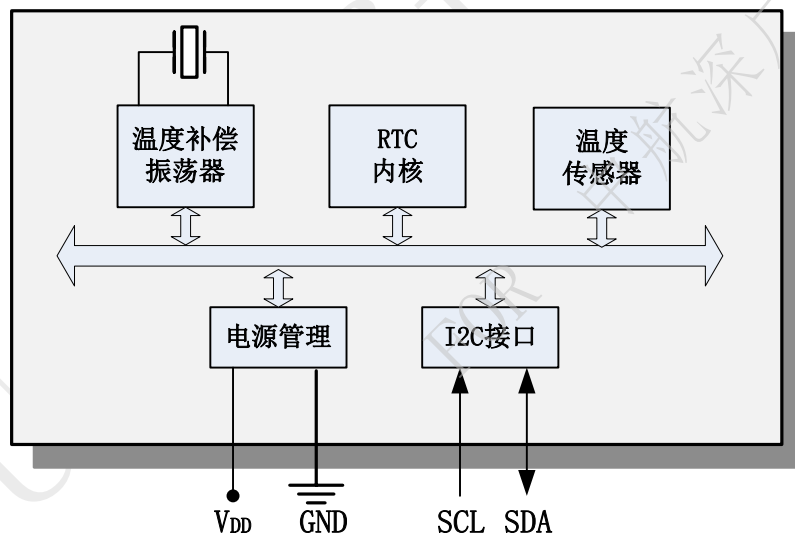 温度补偿
振荡器
RTC
内核
温度
传感器
电源管理
I2C接口
VDD
GND
SCL
SDA
FOR